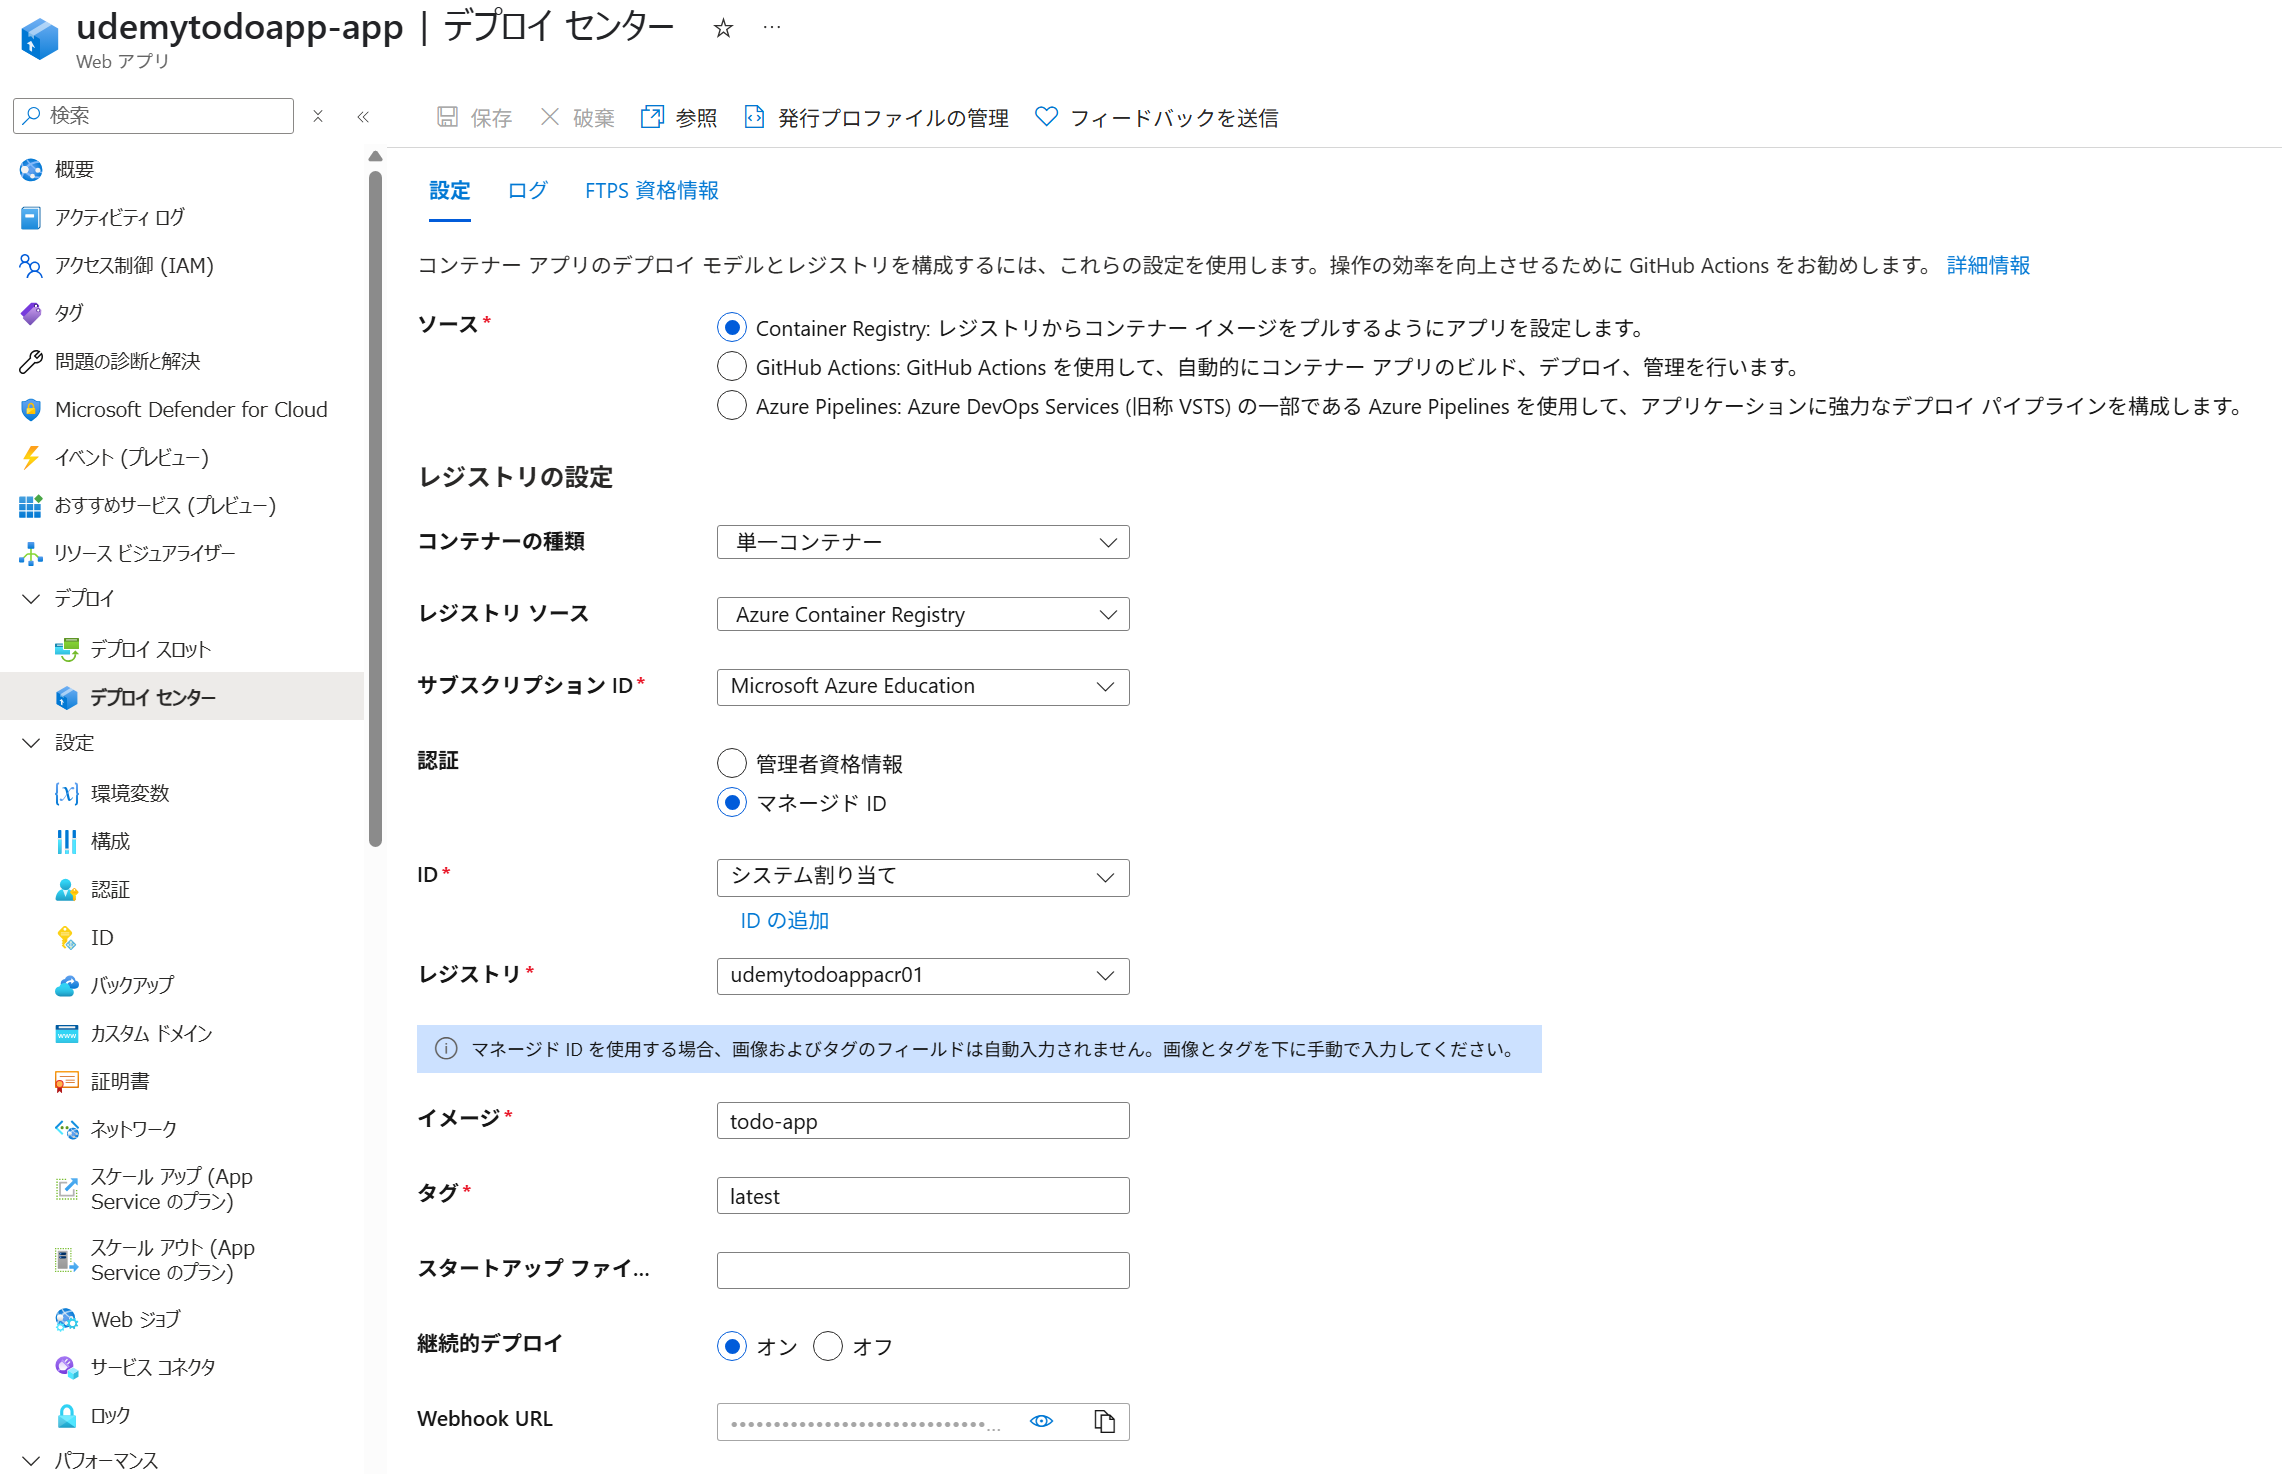 udemytodoapp-app | デプロイ センター ☆ …
Web アプリ
検索
保存 破棄 参照 発行プロファイルの管理 フィードバックを送信
概要
アクティビティ ログ
アクセス制御 (IAM)
タグ
問題の診断と解決
Microsoft Defender for Cloud
イベント (プレビュー)
おすすめサービス (プレビュー)
リソース ビジュアライザー
デプロイ
デプロイ スロット
デプロイ センター
設定
環境変数
構成
認証
ID
バックアップ
カスタム ドメイン
証明書
ネットワーク
スケール アップ (App
Service のプラン)
スケール アウト (App
Service のプラン)
Web ジョブ
サービス コネクタ
ロック
パフォーマンス
設定 ログ FTPS 資格情報
コンテナー アプリのデプロイ モデルとレジストリを構成するには、これらの設定を使用します。操作の効率を向上させるために GitHub Actions をお勧めします。 詳細情報
ソース*
Container Registry: レジストリからコンテナー イメージをプルするようにアプリを設定します。
GitHub Actions: GitHub Actions を使用して、自動的にコンテナー アプリのビルド、デプロイ、管理を行います。
Azure Pipelines: Azure DevOps Services (旧称 VSTS) の一部である Azure Pipelines を使用して、アプリケーションに強力なデプロイ パイプラインを構成します。
レジストリの設定
コンテナーの種類 単一コンテナー
レジストリ ソース Azure Container Registry
サブスクリプション ID* Microsoft Azure Education
認証 管理者資格情報
マネージド ID
ID* システム割り当て
ID の追加
レジストリ* udemytodoappacr01
マネージド ID を使用する場合、画像およびタグのフィールドは自動入力されません。画像とタグを下に手動で入力してください。
イメージ* todo-app
タグ* latest
スタートアップ ファイ...
継続的デプロイ オン オフ
Webhook URL